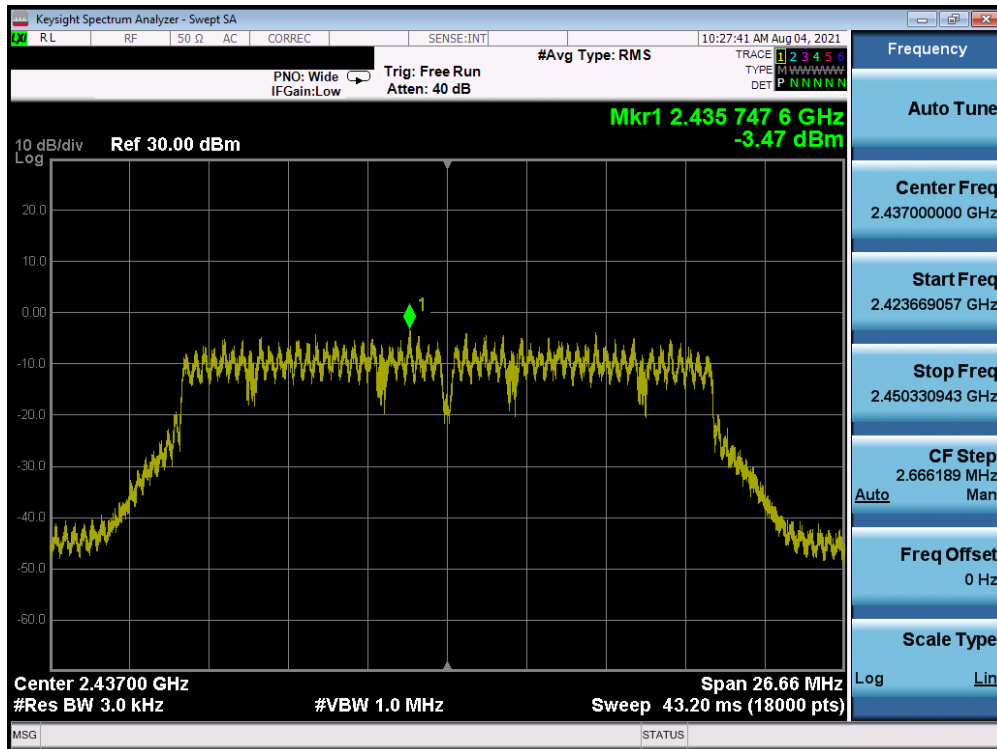 Keysight Spectrum Analyzer - Swept SA
LXI RL RF 50 Ω AC CORREC SENSE:INT 10:27:41 AM Aug 04, 2021
PNO: Wide
IFGain:Low
Trig: Free Run
Atten: 40 dB
#Avg Type: RMS
TRACE 1 2 3 4 5 6
TYPE M WWWWW
DET P N N N N N
Mkr1 2.435 747 6 GHz
-3.47 dBm
10 dB/div Ref 30.00 dBm
Log
20.0
10.0
0.00
-10.0
-20.0
-30.0
-40.0
-50.0
-60.0
1
Center 2.43700 GHz Span 26.66 MHz
#Res BW 3.0 kHz #VBW 1.0 MHz Sweep 43.20 ms (18000 pts)
MSG STATUS
Frequency
Auto Tune
Center Freq
2.437000000 GHz
Start Freq
2.423669057 GHz
Stop Freq
2.450330943 GHz
CF Step
2.666189 MHz
Auto Man
Freq Offset
0 Hz
Scale Type
Log Lin